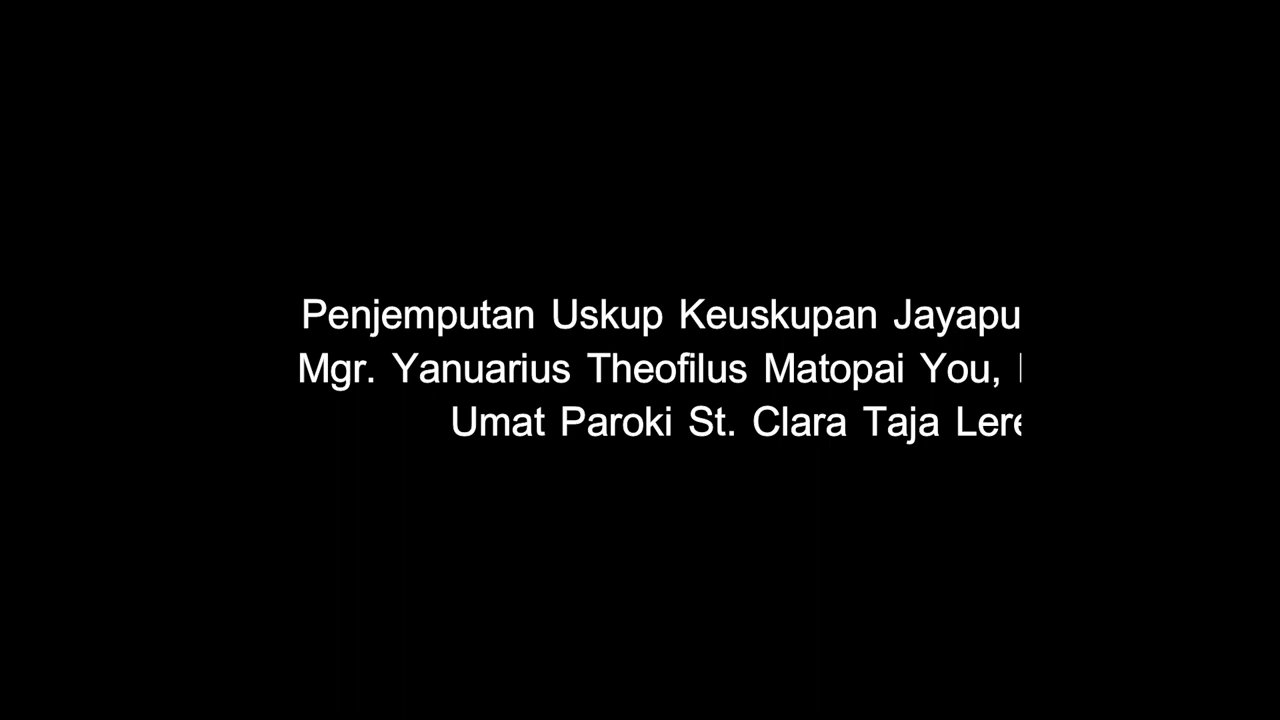 Penjemputan Uskup Keuskupan Jayapu
Mgr. Yanuarius Theofilus Matopai You,
Umat Paroki St. Clara Taja Lere